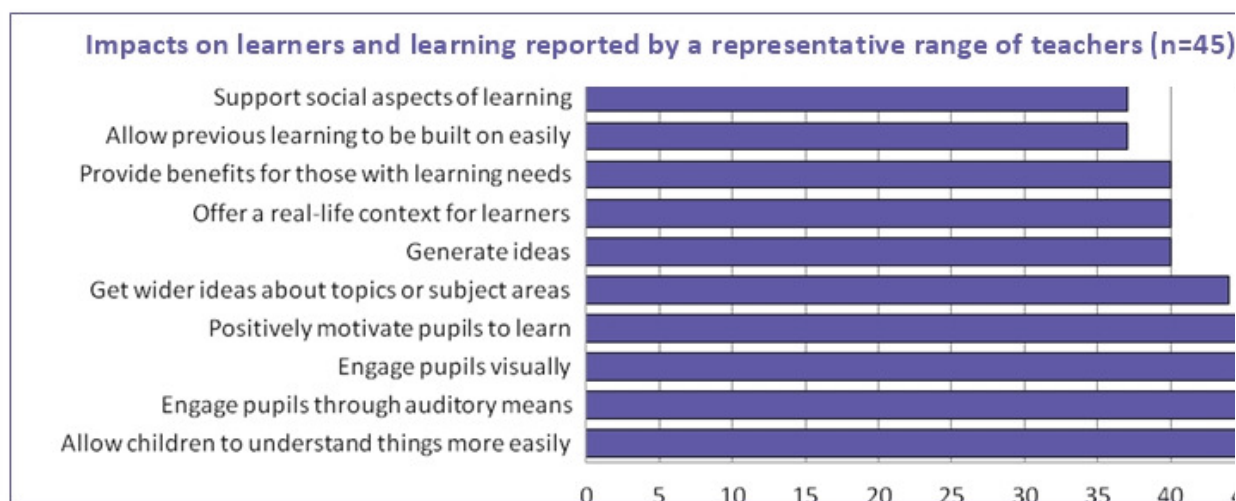 Impacts on learners and learning reported by a representative range of teachers (n=45)
Support social aspects of learning
Allow previous learning to be built on easily
Provide benefits for those with learning needs
Offer a real-life context for learners
Generate ideas
Get wider ideas about topics or subject areas
Positively motivate pupils to learn
Engage pupils visually
Engage pupils through auditory means
Allow children to understand things more easily
0 5 10 15 20 25 30 35 40